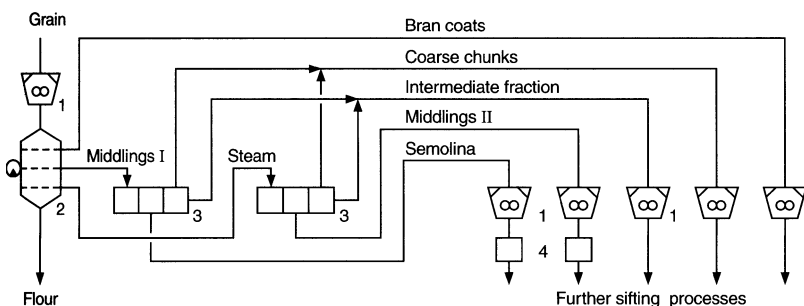 Grain
Bran coats
Coarse chunks
Intermediate fraction
1
Middlings I
Steam
Middlings II
Semolina
2
3
3
1
1
4
Flour
Further sifting processes